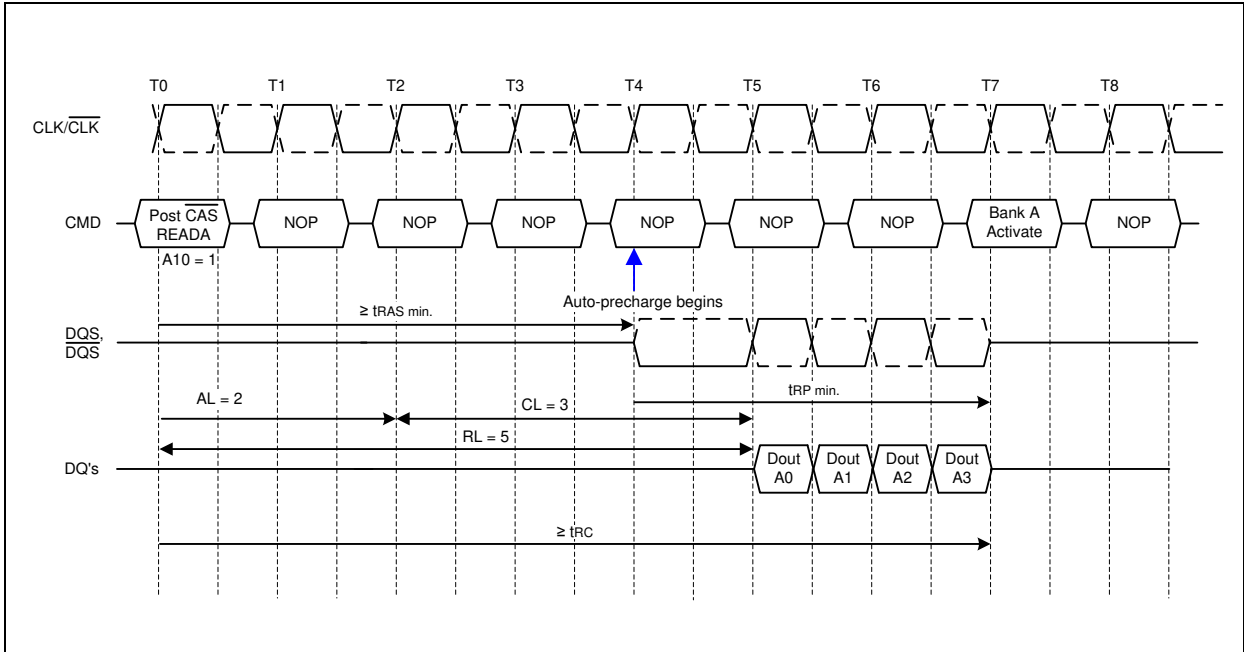 T0 T1 T2 T3 T4 T5 T6 T7 T8
CLK/CLK
CMD
Post CAS
READA
NOP NOP NOP NOP NOP NOP
Bank A
Activate
NOP
A10 = 1
Auto-precharge begins
≥ tRAS min.
DQS,
DQS
tRP min.
AL = 2
CL = 3
RL = 5
DQ's
Dout
A0
Dout
A1
Dout
A2
Dout
A3
≥ tRC